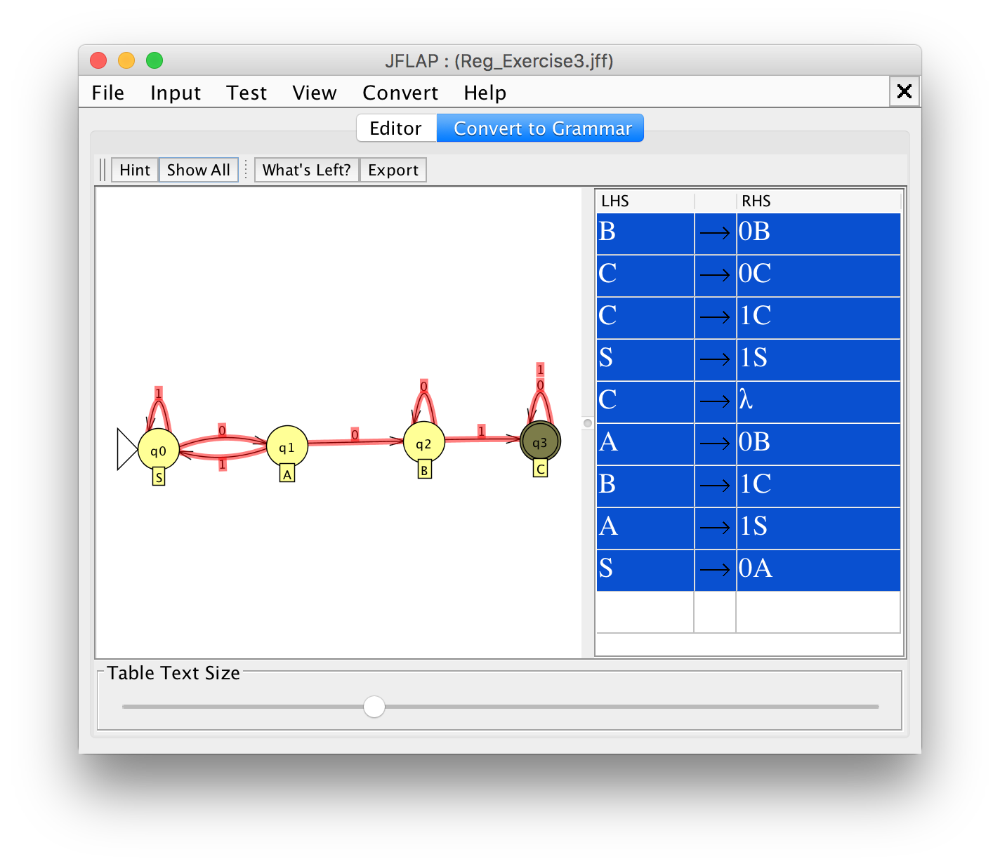 JFLAP : (Reg_Exercise3.jff)
File Input Test View Convert Help
Editor Convert to Grammar
Hint Show All What's Left? Export
LHS RHS
B → 0B
C → 0C
C → 1C
S → 1S
C → λ
A → 0B
B → 1C
A → 1S
S → 0A
1
1 0 0
0 0 1
q0 q1 q2 q3
1
S A B C
Table Text Size